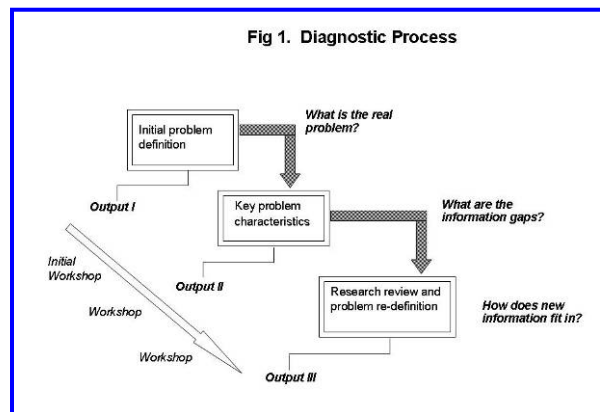 Fig 1. Diagnostic Process
What is the real
problem?
Initial problem
definition
Output I
Key problem
characteristics
What are the
information gaps?
Output II
Initial
Workshop
Workshop
Workshop
Research review and
problem re-definition
How does new
information fit in?
Output III